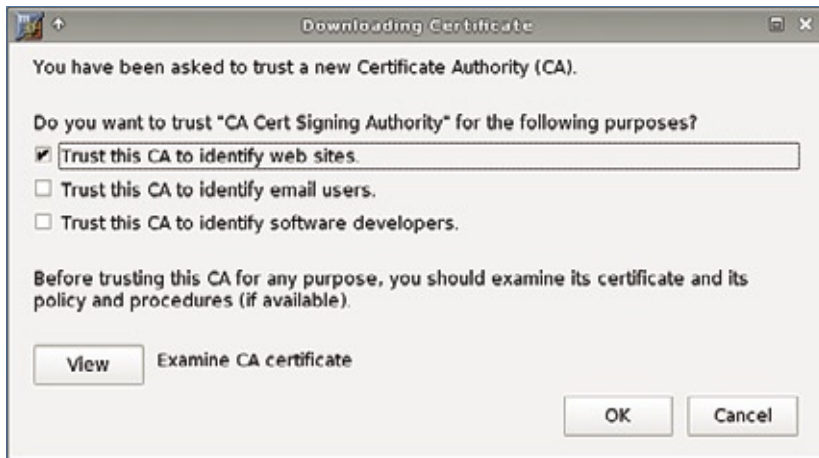 Downloading Certificate
You have been asked to trust a new Certificate Authority (CA).
Do you want to trust "CA Cert Signing Authority" for the following purposes?
Trust this CA to identify web sites.
Trust this CA to identify email users.
Trust this CA to identify software developers.
Before trusting this CA for any purpose, you should examine its certificate and its
policy and procedures (if available).
View Examine CA certificate
OK Cancel